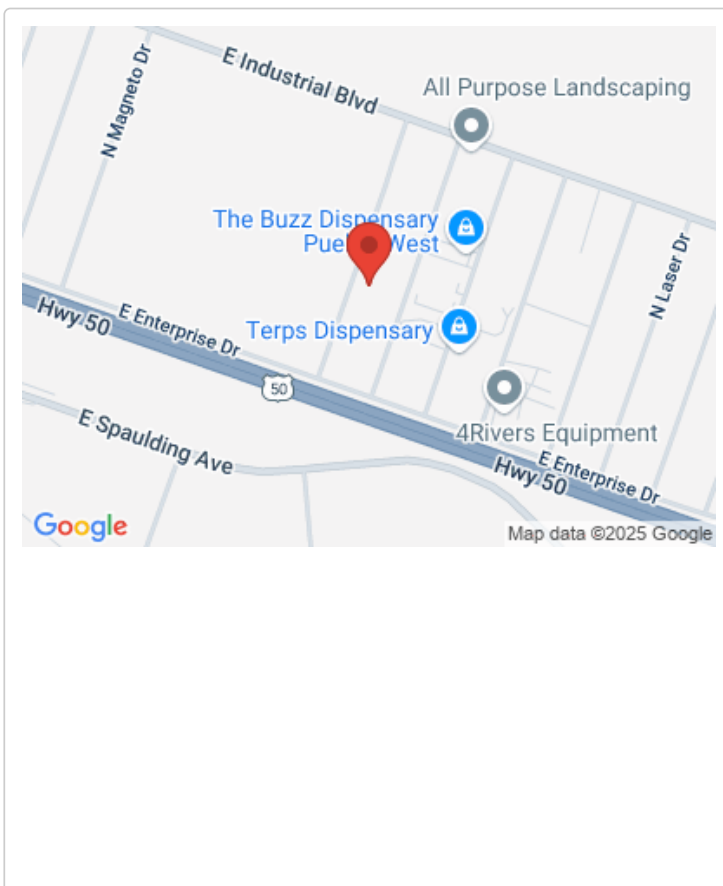 E Industrial Blvd
N Magneto Dr
All Purpose Landscaping
The Buzz Dispensary
Pueblo West
N Laser Dr
E Enterprise Dr
Hwy 50
Terps Dispensary
50
4Rivers Equipment
E Spaulding Ave
Hwy 50
E Enterprise Dr
Google
Map data ©2025 Google